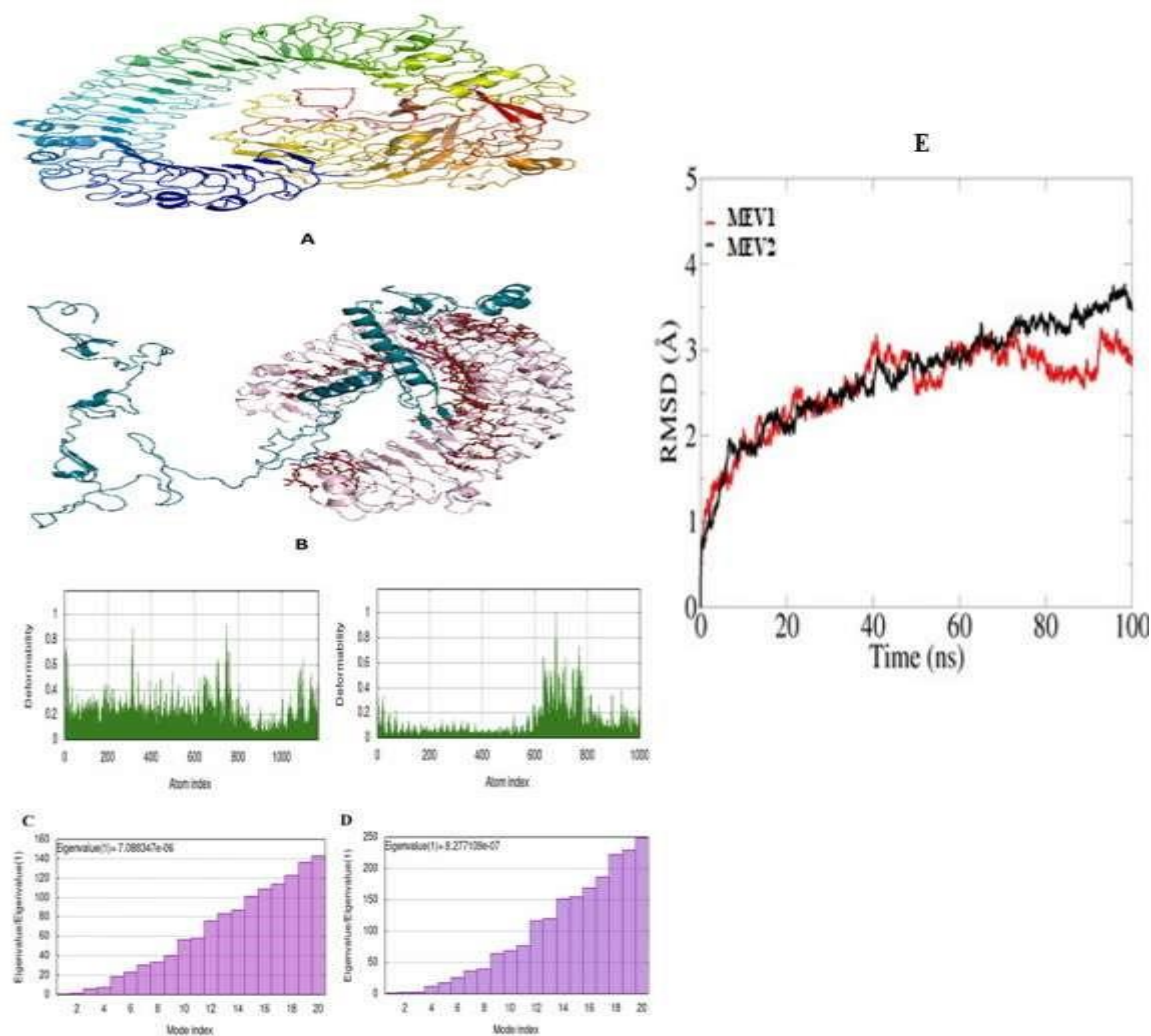 A
B
Deformability
1
0.8
0.6
0.4
0.2
0
0 200 400 600 800 1000
Atom index
Deformability
1
0.8
0.6
0.4
0.2
0
0 200 400 600 800 1000
Atom index
C
Eigenvalue/Eigenvalue(1)
160
140
120
100
80
60
40
20
0
Eigenvalue(1)= 7.088347e-06
2 4 6 8 10 12 14 16 18 20
Mode index
D
Eigenvalue/Eigenvalue(1)
250
200
150
100
50
0
2 4 6 8 10 12 14 16 18 20
Mode index
E
RMSD (Å)
5
4
3
2
1
0
MEV1
MEV2
0 20 40 60 80 100
Time (ns)